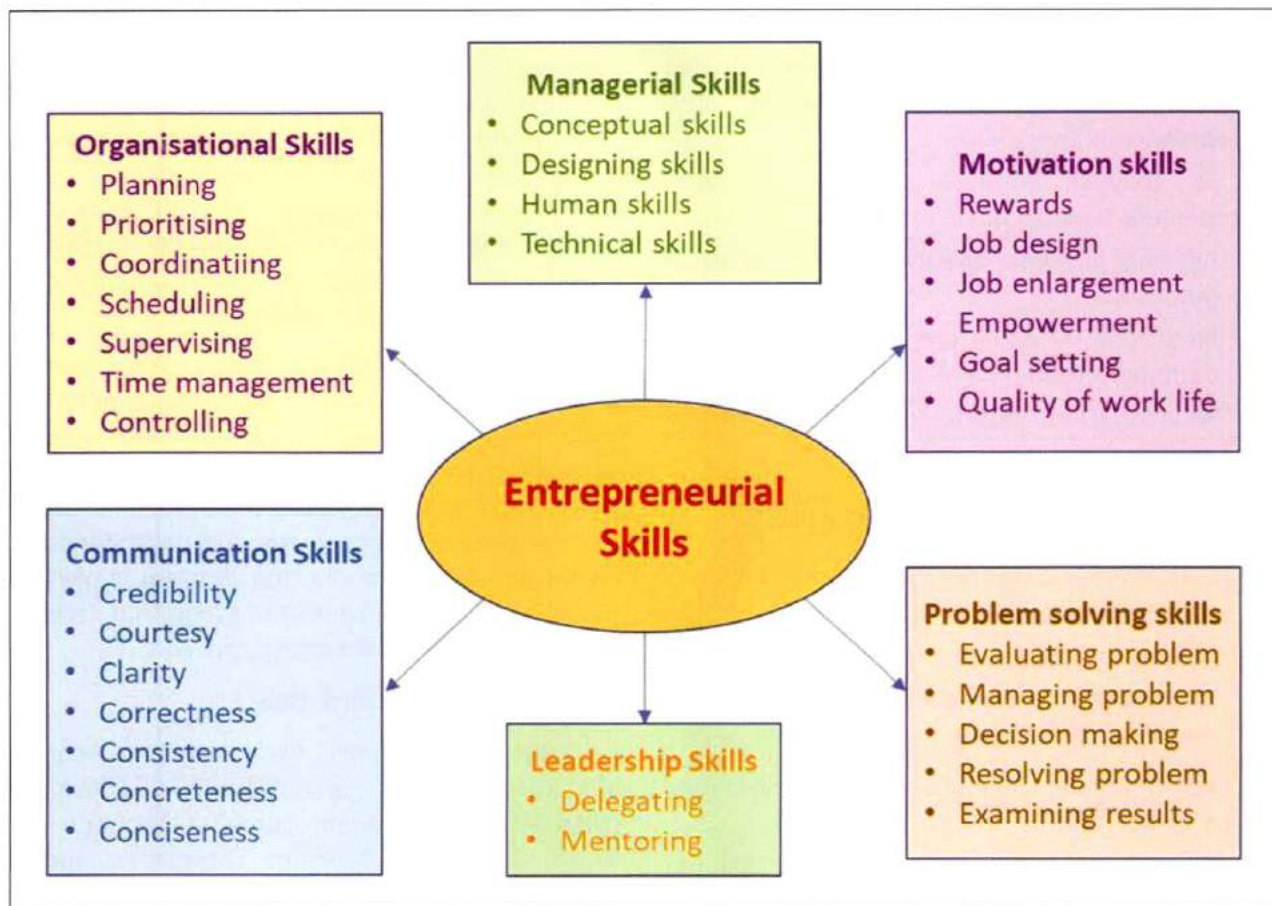 Managerial Skills
• Conceptual skills
• Designing skills
• Human skills
• Technical skills
Organisational Skills
• Planning
• Prioritising
• Coordinatiing
• Scheduling
• Supervising
• Time management
• Controlling
Motivation skills
• Rewards
• Job design
• Job enlargement
• Empowerment
• Goal setting
• Quality of work life
Entrepreneurial
Skills
Communication Skills
• Credibility
• Courtesy
• Clarity
• Correctness
• Consistency
• Concreteness
• Conciseness
Leadership Skills
• Delegating
• Mentoring
Problem solving skills
• Evaluating problem
• Managing problem
• Decision making
• Resolving problem
• Examining results